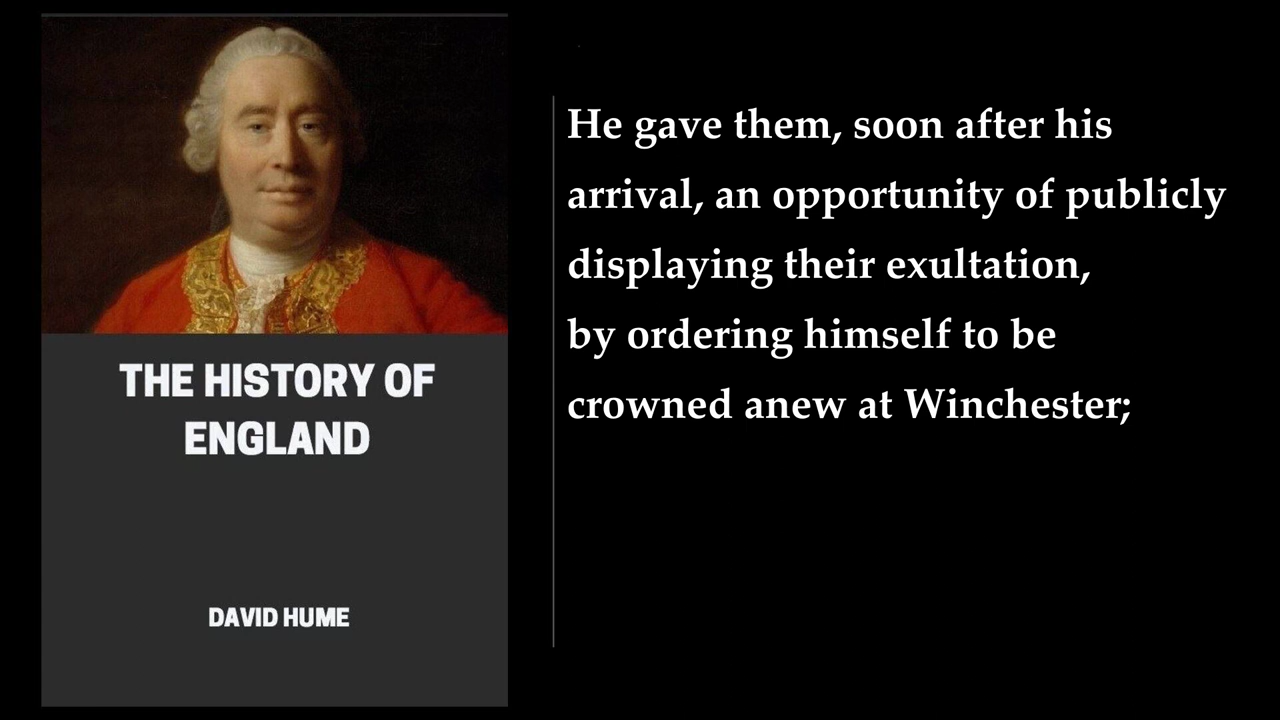 THE HISTORY OF
ENGLAND
DAVID HUME
He gave them, soon after his
arrival, an opportunity of publicly
displaying their exultation,
by ordering himself to be
crowned anew at Winchester;